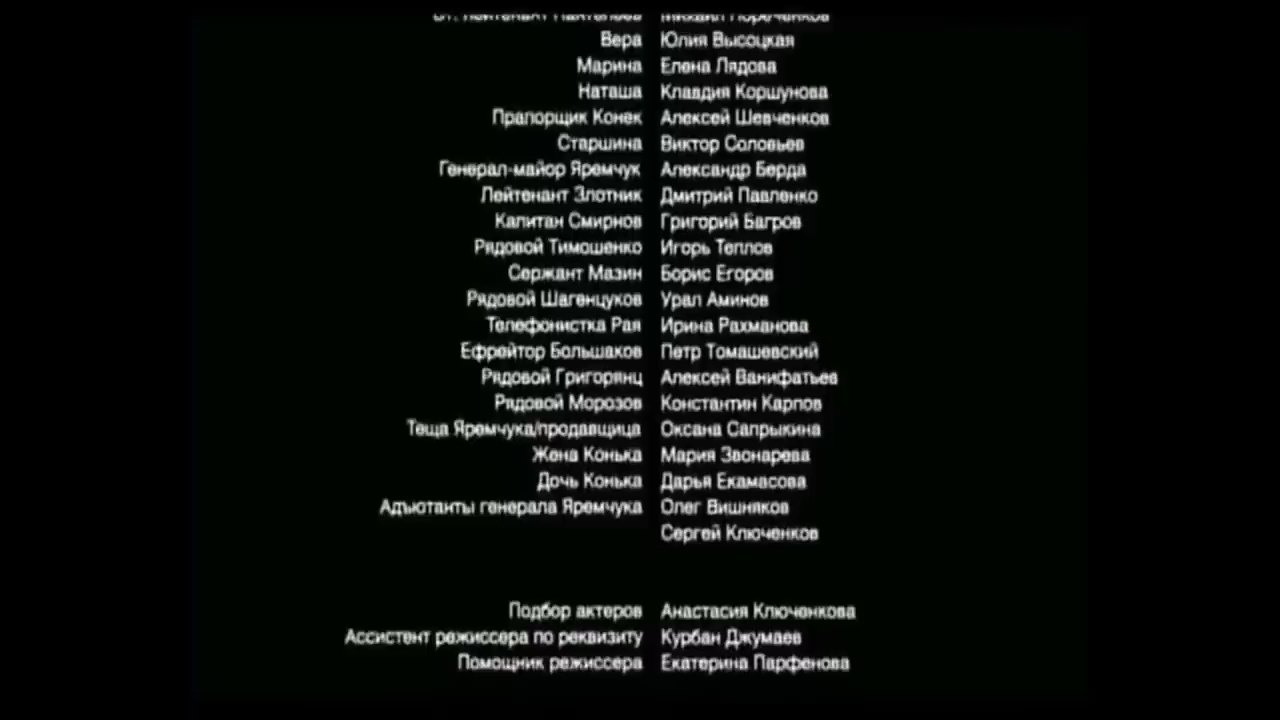 Вера Юлия Высоцкая
Марина Елена Лядова
Наташа Клавдия Коршунова
Прапорщик Конек Алексей Шевченков
Старшина Виктор Соловьев
Генерал-майор Яремчук Александр Берда
Лейтенант Злотник Дмитрий Павленко
Капитан Смирнов Григорий Багров
Рядовой Тимошенко Игорь Теплов
Сержант Мазин Борис Егоров
Рядовой Шагенцуков Урал Аминов
Телефонистка Рая Ирина Рахманова
Ефрейтор Большаков Петр Томашевский
Рядовой Григорянц Алексей Ванифатьев
Рядовой Морозов Константин Карпов
Теща Яремчука/продавщица Оксана Сапрыкина
Жена Конька Мария Звонарева
Дочь Конька Дарья Екамасова
Адъютанты генерала Яремчука Олег Вишняков
Сергей Ключенков
Подбор актеров Анастасия Ключенкова
Ассистент режиссера по реквизиту Курбан Джумаев
Помощник режиссера Екатерина Парфенова